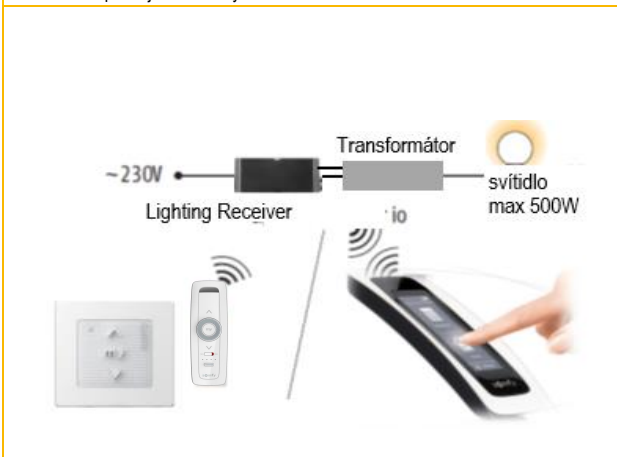 Transformátor
~230V
svítidlo
max 500W
Lighting Receiver
io